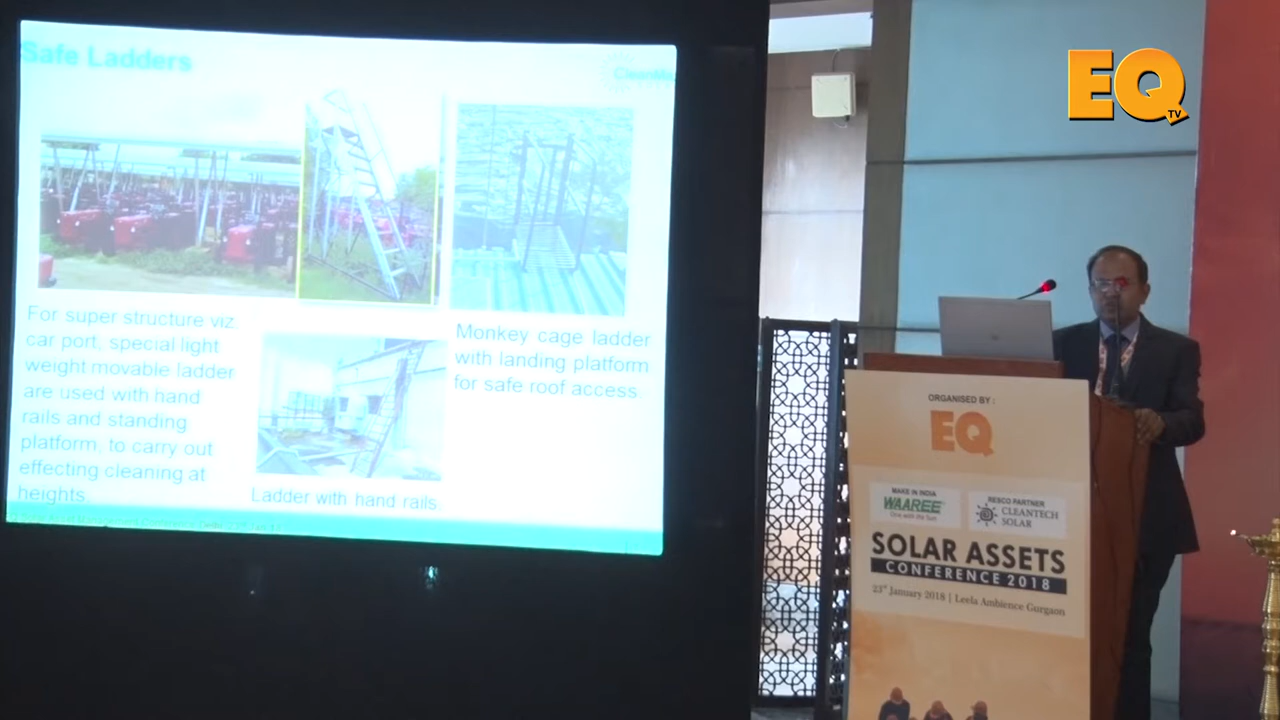 Safe Ladders
For super structure viz
car port, special light
weight movable ladder
are used with hand
rails and standing
platform, to carry out
effecting cleaning at
heights.
Ladder with hand rails.
Monkey cage ladder
with landing platform
for safe roof access.
EQ
TV
ORGANISED BY :
EQ
MAKE IN INDIA
WAAREE
One with the Sun
RESCO PARTNER
CLEANTECH
SOLAR
SOLAR ASSETS
CONFERENCE 2018
23rd January 2018 | Leela Ambience Gurgaon